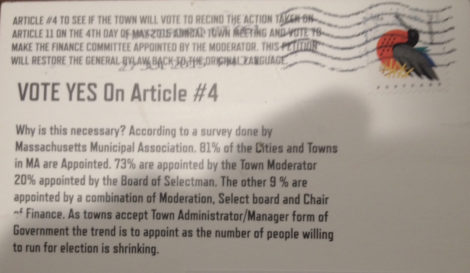 ARTICLE #4 TO SEE IF THE TOWN WILL VOTE TO RECIND THE ACTION TAKEN ON
ARTICLE 11 ON THE 4TH DAY OF MAY 2015 ANNUAL TOWN MEETING AND VOTE TO
MAKE THE FINANCE COMMITTEE APPOINTED BY THE MODERATOR. THIS PETITION
WILL RESTORE THE GENERAL BYLAW BACK TO THE ORIGINAL LANGUAGE
VOTE YES On Article #4
Why is this necessary? According to a survey done by
Massachusetts Municipal Association. 81% of the Cities and Towns
in MA are Appointed. 73% are appointed by the Town Moderator
20% appointed by the Board of Selectman. The other 9 % are
appointed by a combination of Moderation, Select board and Chair
of Finance. As towns accept Town Administrator/Manager form of
Government the trend is to appoint as the number of people willing
to run for election is shrinking.